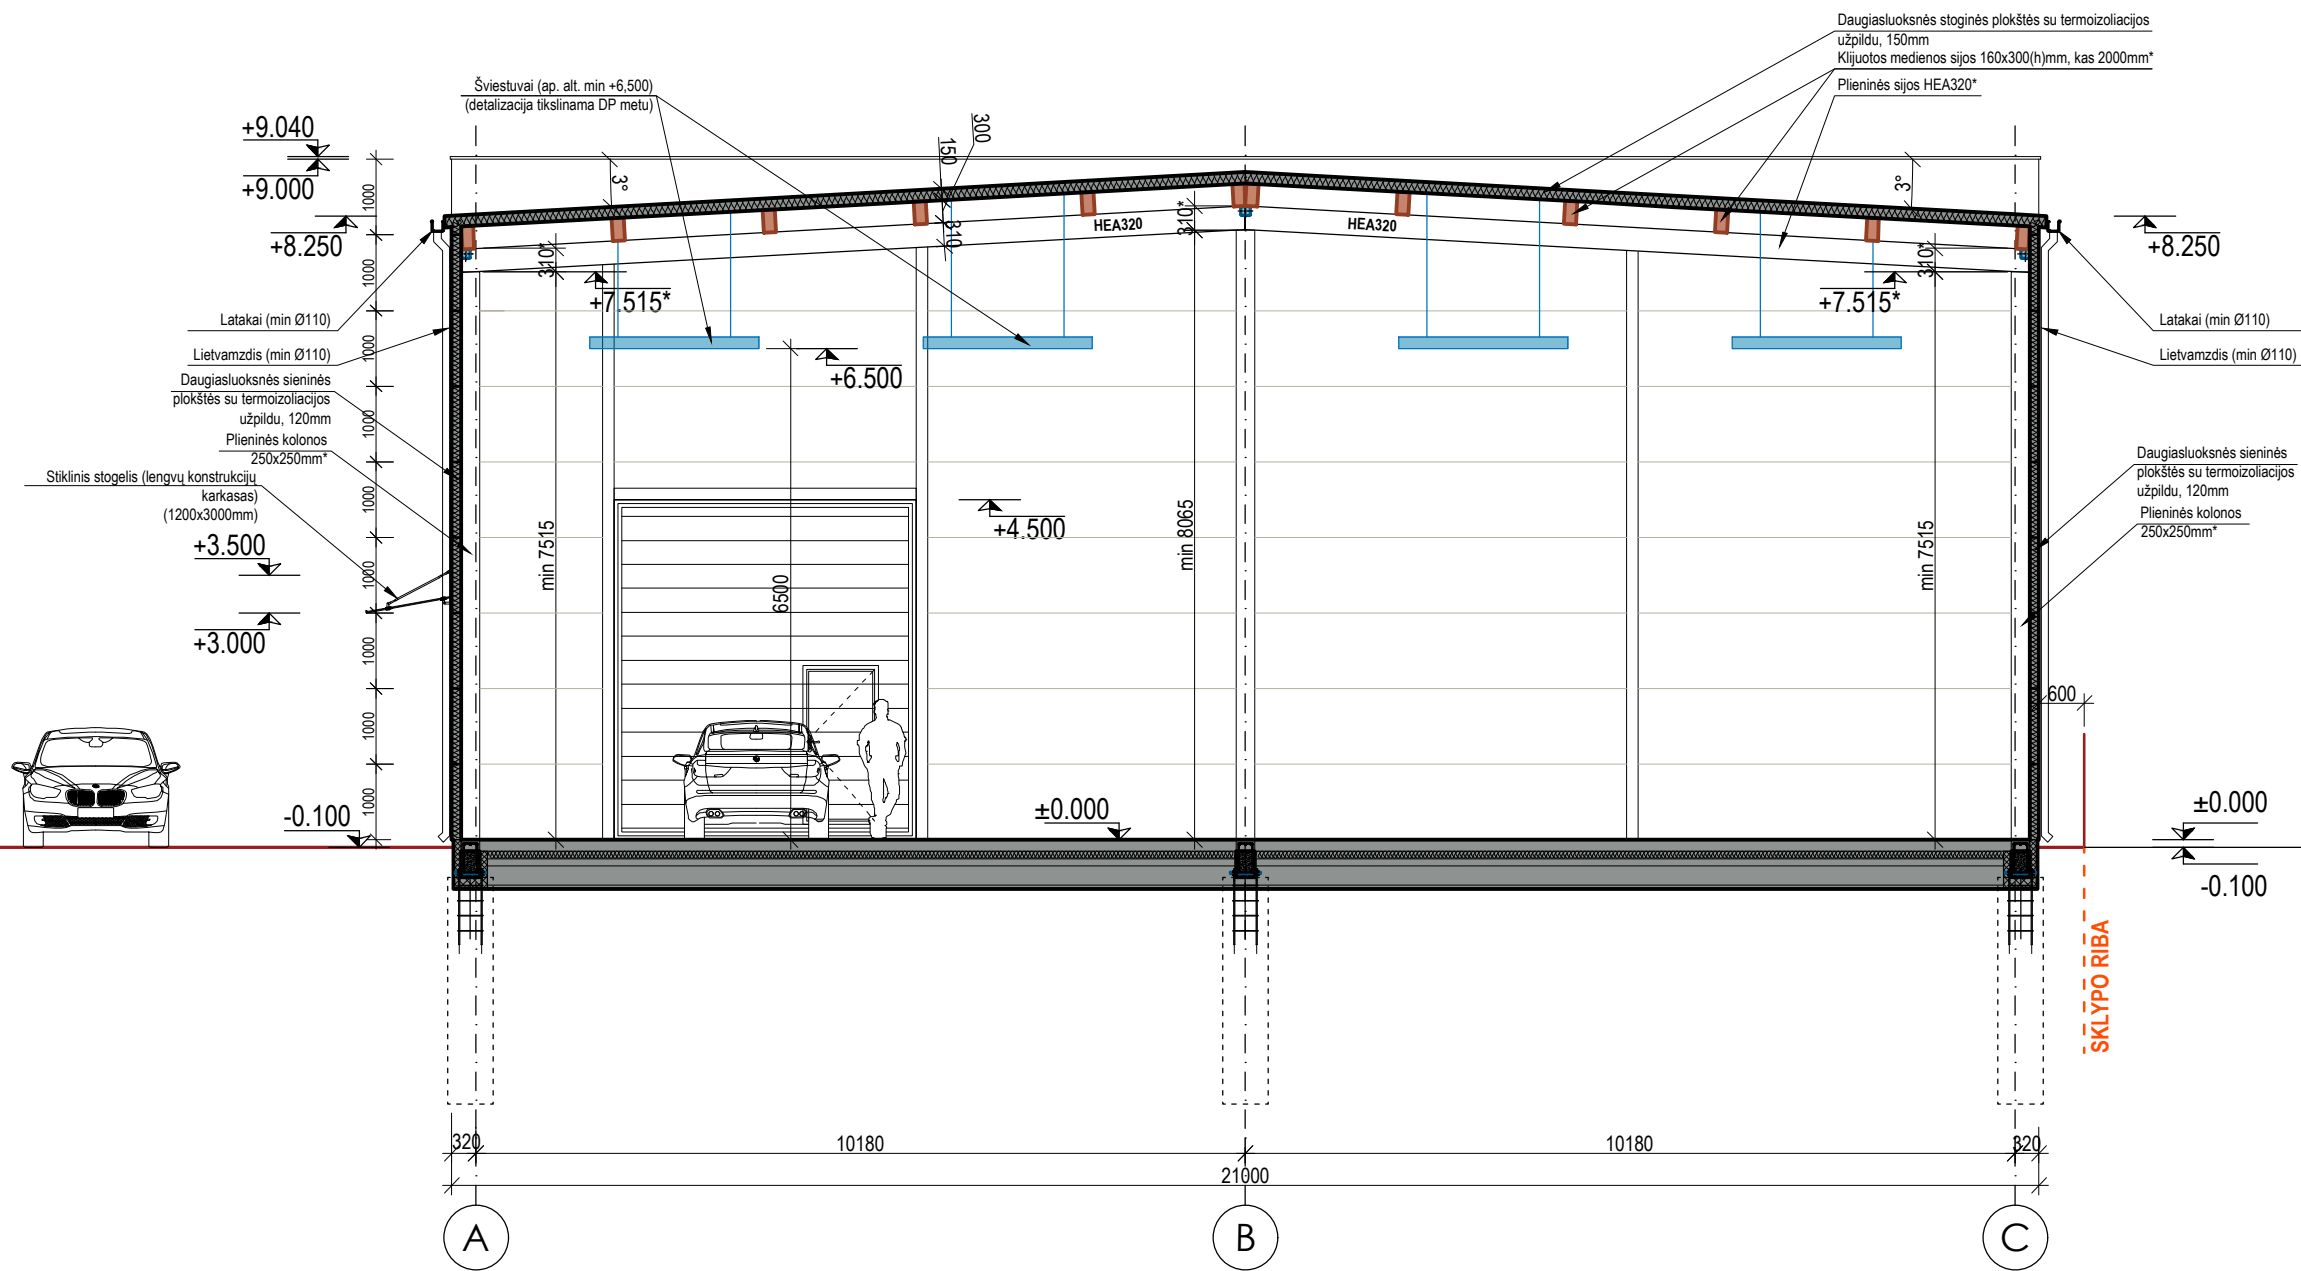 Daugiasluoksnės stoginės plokštės su termoizoliacijos
užpildu, 150mm
Klijuotos medienos sijos 160x300(h)mm, kas 2000mm*
Plieninės sijos HEA320*
Šviestuvai (ap. alt. min +6,500)
(detalizacija tikslinama DP metu)
+9.040
+9.000
+8.250
1000
1000
1000
1000
1000
1000
1000
1000
1000
3°
150
300
310
310*
310*
HEA320
HEA320
3°
310*
+8.250
+7.515*
+7.515*
+6.500
Latakai (min Ø110)
Lietvamzdis (min Ø110)
Daugiasluoksnės sieninės
plokštės su termoizoliacijos
užpildu, 120mm
Plieninės kolonos
250x250mm*
Stiklinis stogelis (lengvų konstrukcijų
karkasas)
(1200x3000mm)
Latakai (min Ø110)
Lietvamzdis (min Ø110)
Daugiasluoksnės sieninės
plokštės su termoizoliacijos
užpildu, 120mm
Plieninės kolonos
250x250mm*
+3.500
+3.000
+4.500
min 7515
6500
min 8065
min 7515
600
-0.100
±0.000
±0.000
-0.100
SKLYPO RIBA
320
10180
10180
320
21000
A
B
C